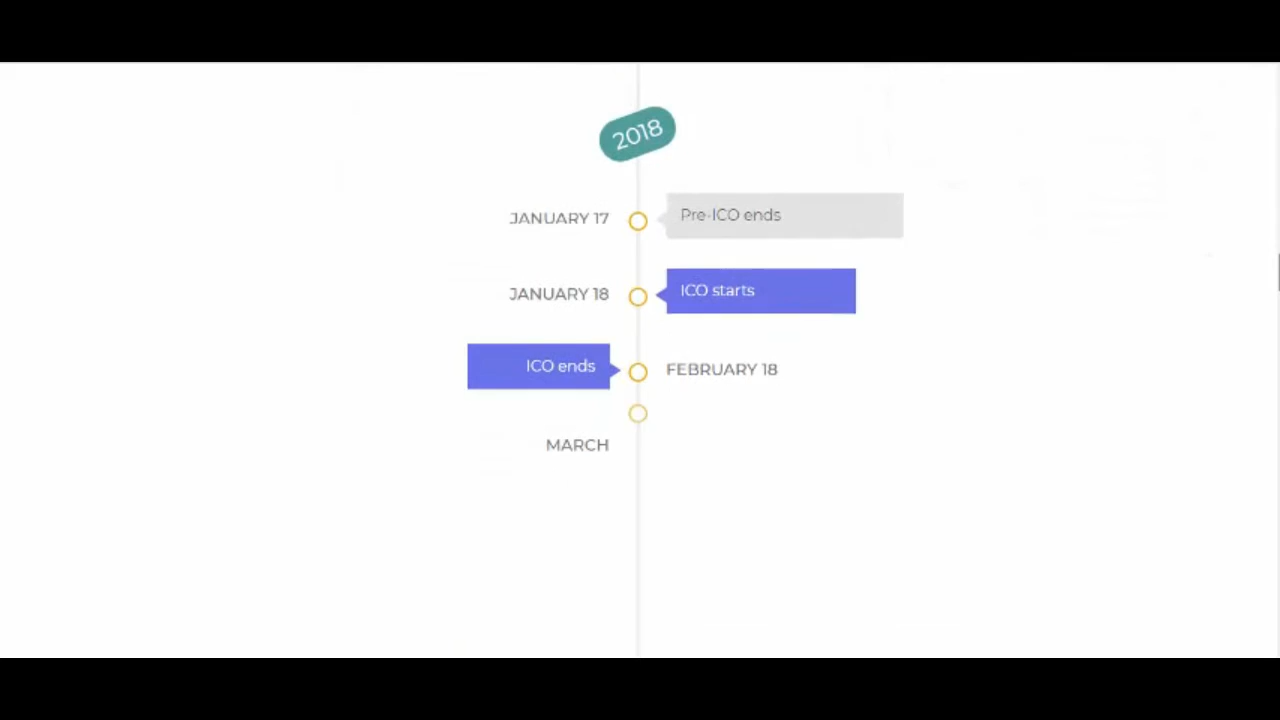 2018
JANUARY 17
Pre-ICO ends
JANUARY 18
ICO starts
ICO ends
FEBRUARY 18
MARCH